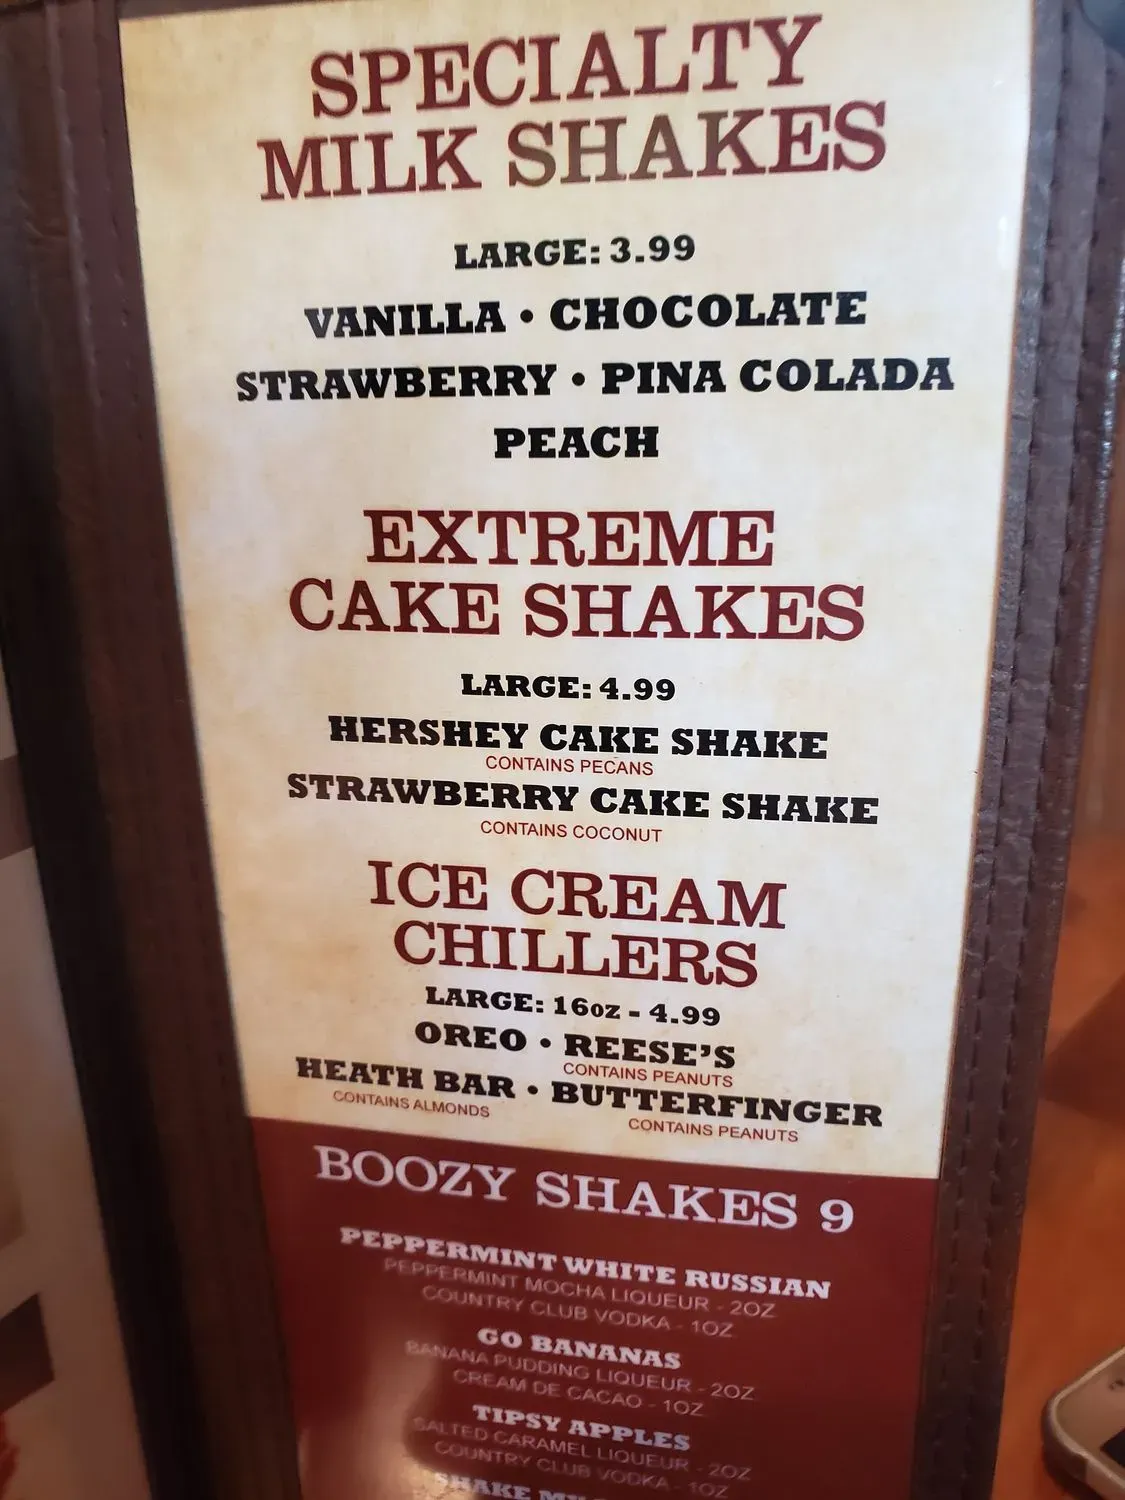 SPECIALTY
MILK SHAKES
LARGE: 3.99
VANILLA • CHOCOLATE
STRAWBERRY • PINA COLADA
PEACH
EXTREME
CAKE SHAKES
LARGE: 4.99
HERSHEY CAKE SHAKE
CONTAINS PECANS
STRAWBERRY CAKE SHAKE
CONTAINS COCONUT
ICE CREAM
CHILLERS
LARGE: 16OZ - 4.99
OREO • REESE'S
CONTAINS PEANUTS
HEATH BAR • BUTTERFINGER
CONTAINS ALMONDS
CONTAINS PEANUTS
BOOZY SHAKES 9
PEPPERMINT WHITE RUSSIAN
PEPPERMINT MOCHA LIQUEUR - 2OZ
COUNTRY CLUB VODKA - 1OZ
GO BANANAS
BANANA PUDDING LIQUEUR - 2OZ
CREAM DE CACAO - 1OZ
TIPSY APPLES
SALTED CARAMEL LIQUEUR - 2OZ
COUNTRY CLUB VODKA - 1OZ
SHAKE